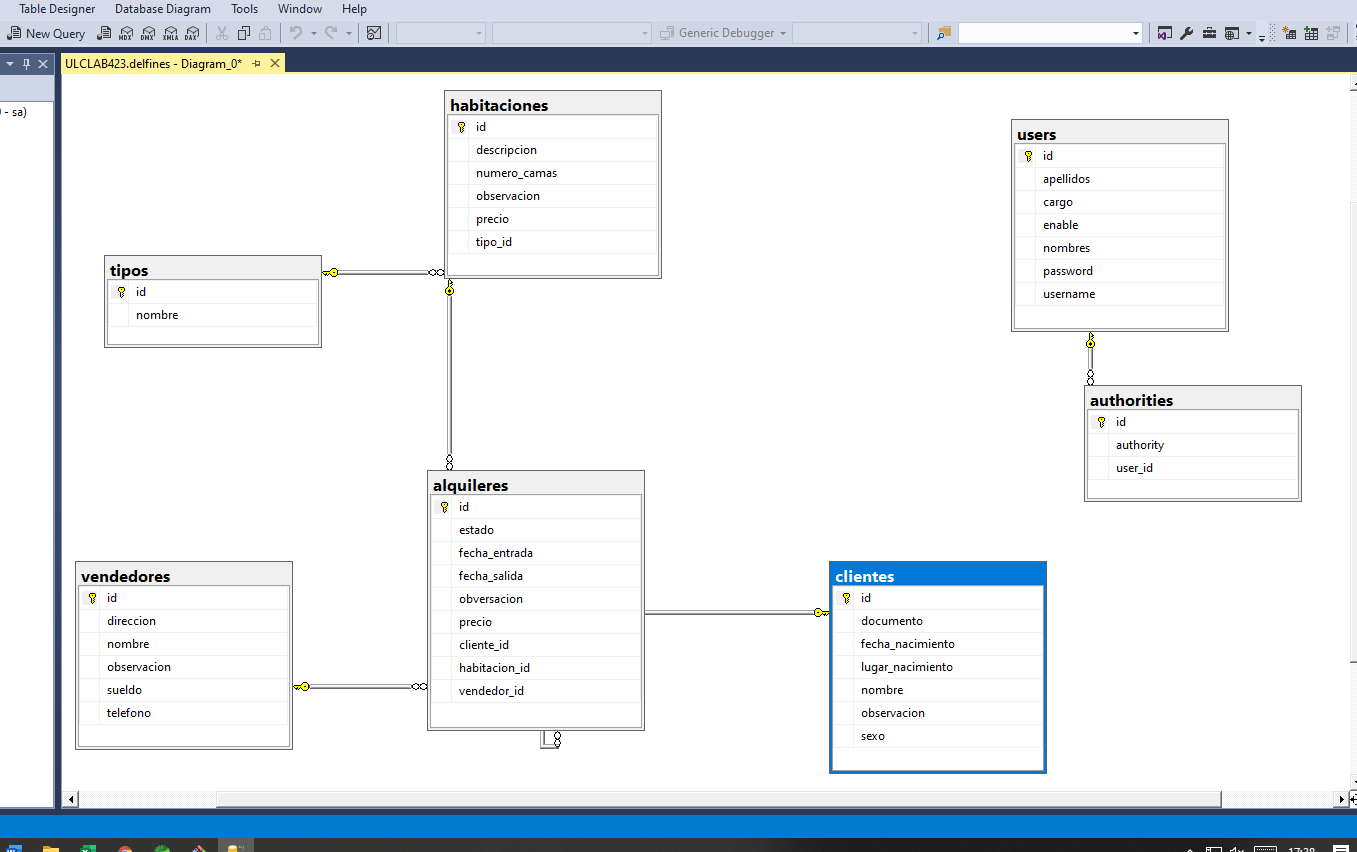 Table Designer Database Diagram Tools Window Help
New Query MDX DMX XMLA DAX Generic Debugger
ULCLAB423.delfines - Diagram_0*
- sa)
habitaciones
id
descripcion
numero_camas
observacion
precio
tipo_id
users
id
apellidos
cargo
enable
nombres
password
username
tipos
id
nombre
authorities
id
authority
user_id
alquileres
id
estado
fecha_entrada
fecha_salida
obversacion
precio
cliente_id
habitacion_id
vendedor_id
vendedores
id
direccion
nombre
observacion
sueldo
telefono
clientes
id
documento
fecha_nacimiento
lugar_nacimiento
nombre
observacion
sexo